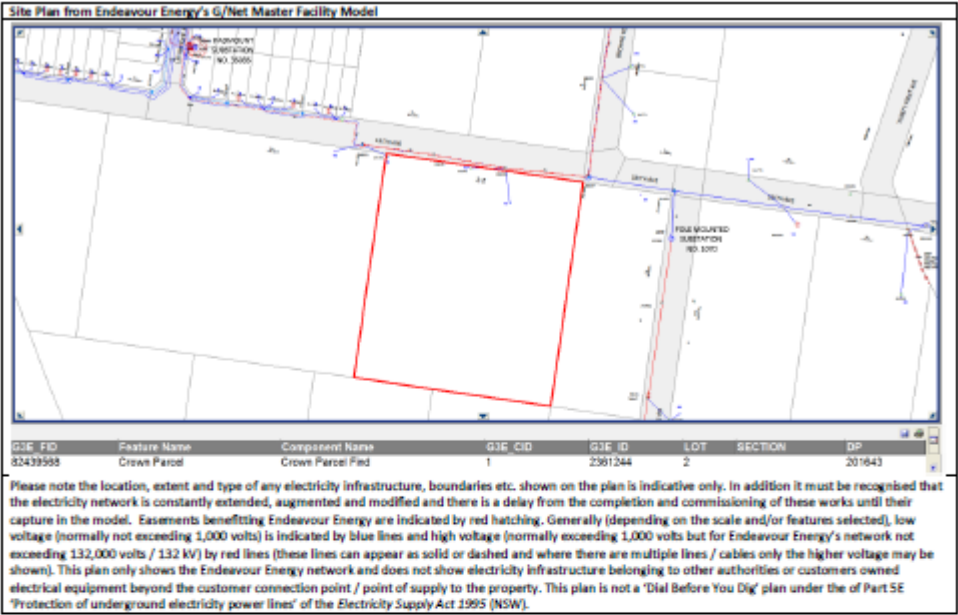 Site Plan from Endeavour Energy's G/Net Master Facility Model
PADMOUNT
SUBSTATION
SIXTH AVE
SIXTH AVE
SIXTH AVE
POLE MOUNTED
SUBSTATION
G3E_FID Feature Name Component Name G3E_CID G3E_ID LOT SECTION DP
82439568 Crown Parcel Crown Parcel Find 1 2361244 2 201643
Please note the location, extent and type of any electricity infrastructure, boundaries etc. shown on the plan is indicative only. In addition it must be recognised that
the electricity network is constantly extended, augmented and modified and there is a delay from the completion and commissioning of these works until their
capture in the model. Easements benefitting Endeavour Energy are indicated by red hatching. Generally (depending on the scale and/or features selected), low
voltage (normally not exceeding 1,000 volts) is indicated by blue lines and high voltage (normally exceeding 1,000 volts but for Endeavour Energy's network not
exceeding 132,000 volts / 132 kV) by red lines (these lines can appear as solid or dashed and where there are multiple lines / cables only the higher voltage may be
shown). This plan only shows the Endeavour Energy network and does not show electricity infrastructure belonging to other authorities or customers owned
electrical equipment beyond the customer connection point / point of supply to the property. This plan is not a 'Dial Before You Dig' plan under the of Part 5E
'Protection of underground electricity power lines' of the Electricity Supply Act 1995 (NSW).